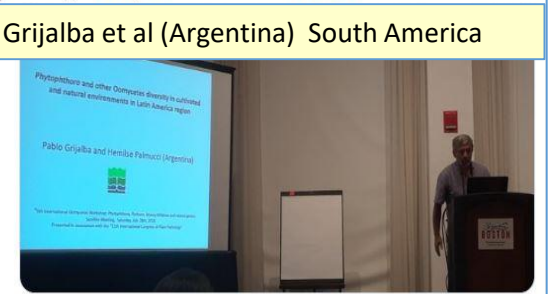 Grijalba et al (Argentina) South America
Phytophthora and other Oomycetes diversity in cultivated
and natural environments in Latin America region
Pablo Grijalba and Hemilse Palmucci (Argentina)
BOSTON